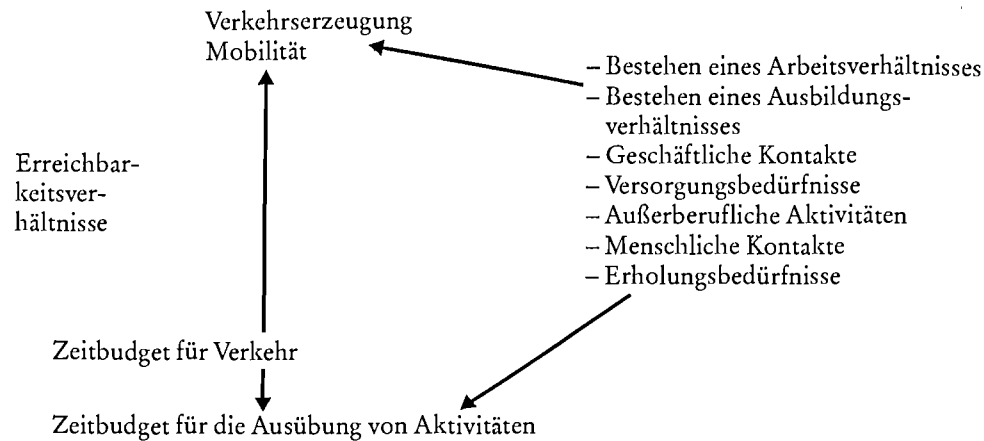 Verkehrserzeugung
Mobilität
– Bestehen eines Arbeitsverhältnisses
– Bestehen eines Ausbildungs-
verhältnisses
– Geschäftliche Kontakte
– Versorgungsbedürfnisse
– Außerberufliche Aktivitäten
– Menschliche Kontakte
– Erholungsbedürfnisse
Erreichbar-
keitsver-
hältnisse
Zeitbudget für Verkehr
Zeitbudget für die Ausübung von Aktivitäten